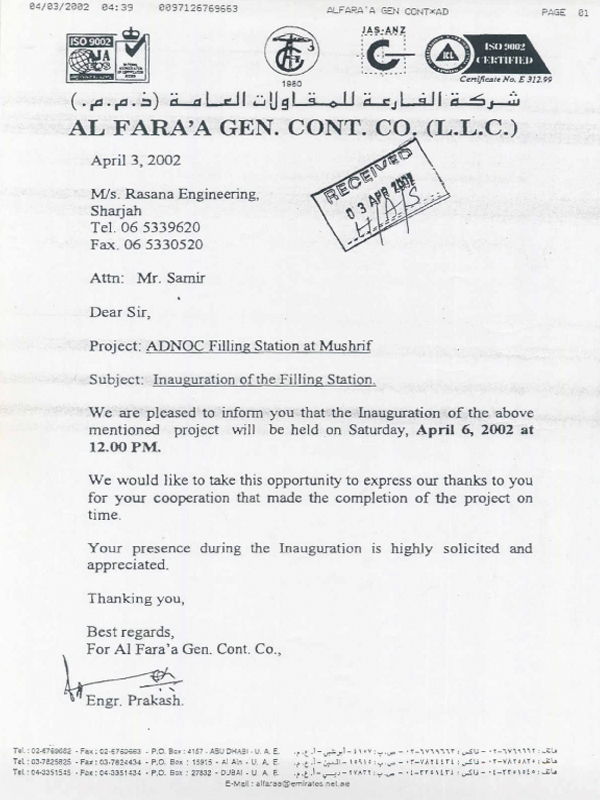 04/03/2002 04:39 0097126769663 ALFARA'A GEN CONT*AD PAGE 01
ISO 9002
AJA
EQS
JAS-ANZ
C
ISO 9002
CERTIFIED
1980
Certificate No. E 312.99
شركة الفارعة للمقاولات العامة (ذ.م.م.)
AL FARA'A GEN. CONT. CO. (L.L.C.)
April 3, 2002
RECEIVED
03 APR 2002
M/s. Rasana Engineering,
Sharjah
Tel. 06 5339620
Fax. 06 5330520
Attn: Mr. Samir
Dear Sir,
Project: ADNOC Filling Station at Mushrif
Subject: Inauguration of the Filling Station.
We are pleased to inform you that the Inauguration of the above
mentioned project will be held on Saturday, April 6, 2002 at
12.00 PM.
We would like to take this opportunity to express our thanks to you
for your cooperation that made the completion of the project on
time.
Your presence during the Inauguration is highly solicited and
appreciated.
Thanking you,
Best regards,
For Al Fara'a Gen. Cont. Co.,
Engr. Prakash.
Tel.: 02-6769662 - Fax: 02-6769663 - P.O. Box: 4157 - ABU DHABI - U. A. E.
Tel.: 03-7825825 - Fax: 03-7824434 - P.O. Box: 15915 - Al Ain - U. A. E.
Tel.: 04-3351545 - Fax: 04-3351434 - P.O. Box: 27832 - DUBAI - U. A. E.
E-Mail: alfaraa@emirates.net.ae